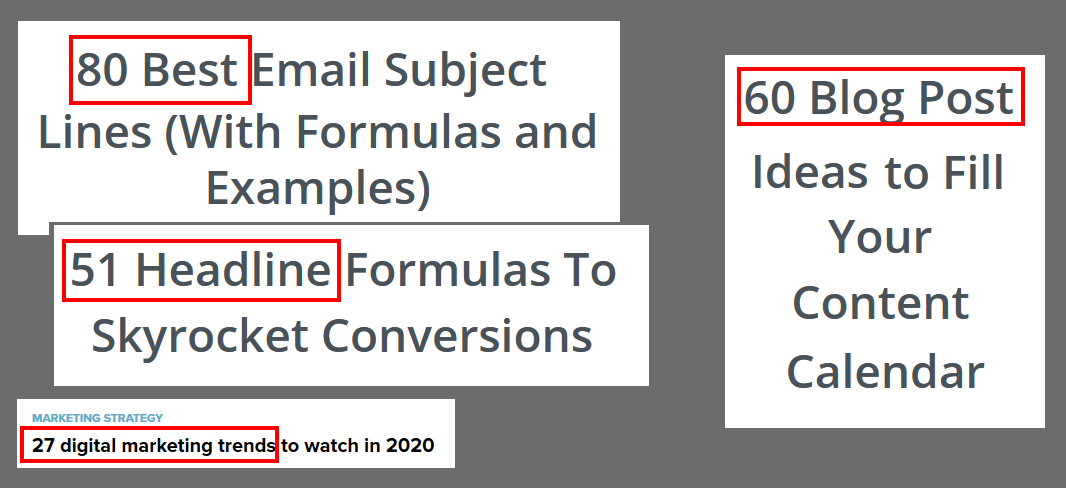 80 Best Email Subject
Lines (With Formulas and
Examples)
51 Headline Formulas To
Skyrocket Conversions
MARKETING STRATEGY
27 digital marketing trends to watch in 2020
60 Blog Post
Ideas to Fill
Your
Content
Calendar